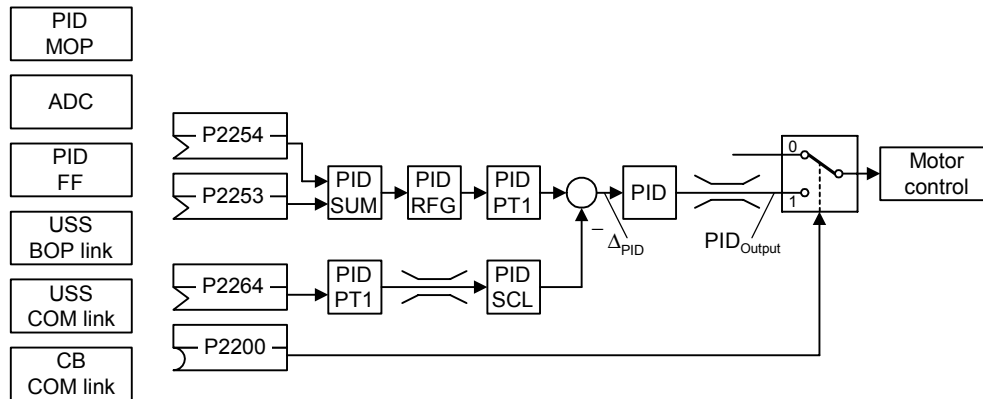 PID
MOP
ADC
PID
FF
USS
BOP link
USS
COM link
CB
COM link
P2254
P2253
P2264
P2200
PID
SUM
PID
RFG
PID
PT1
PID
PT1
PID
SCL
–
ΔPID
PID
PIDOutput
0
1
Motor
control